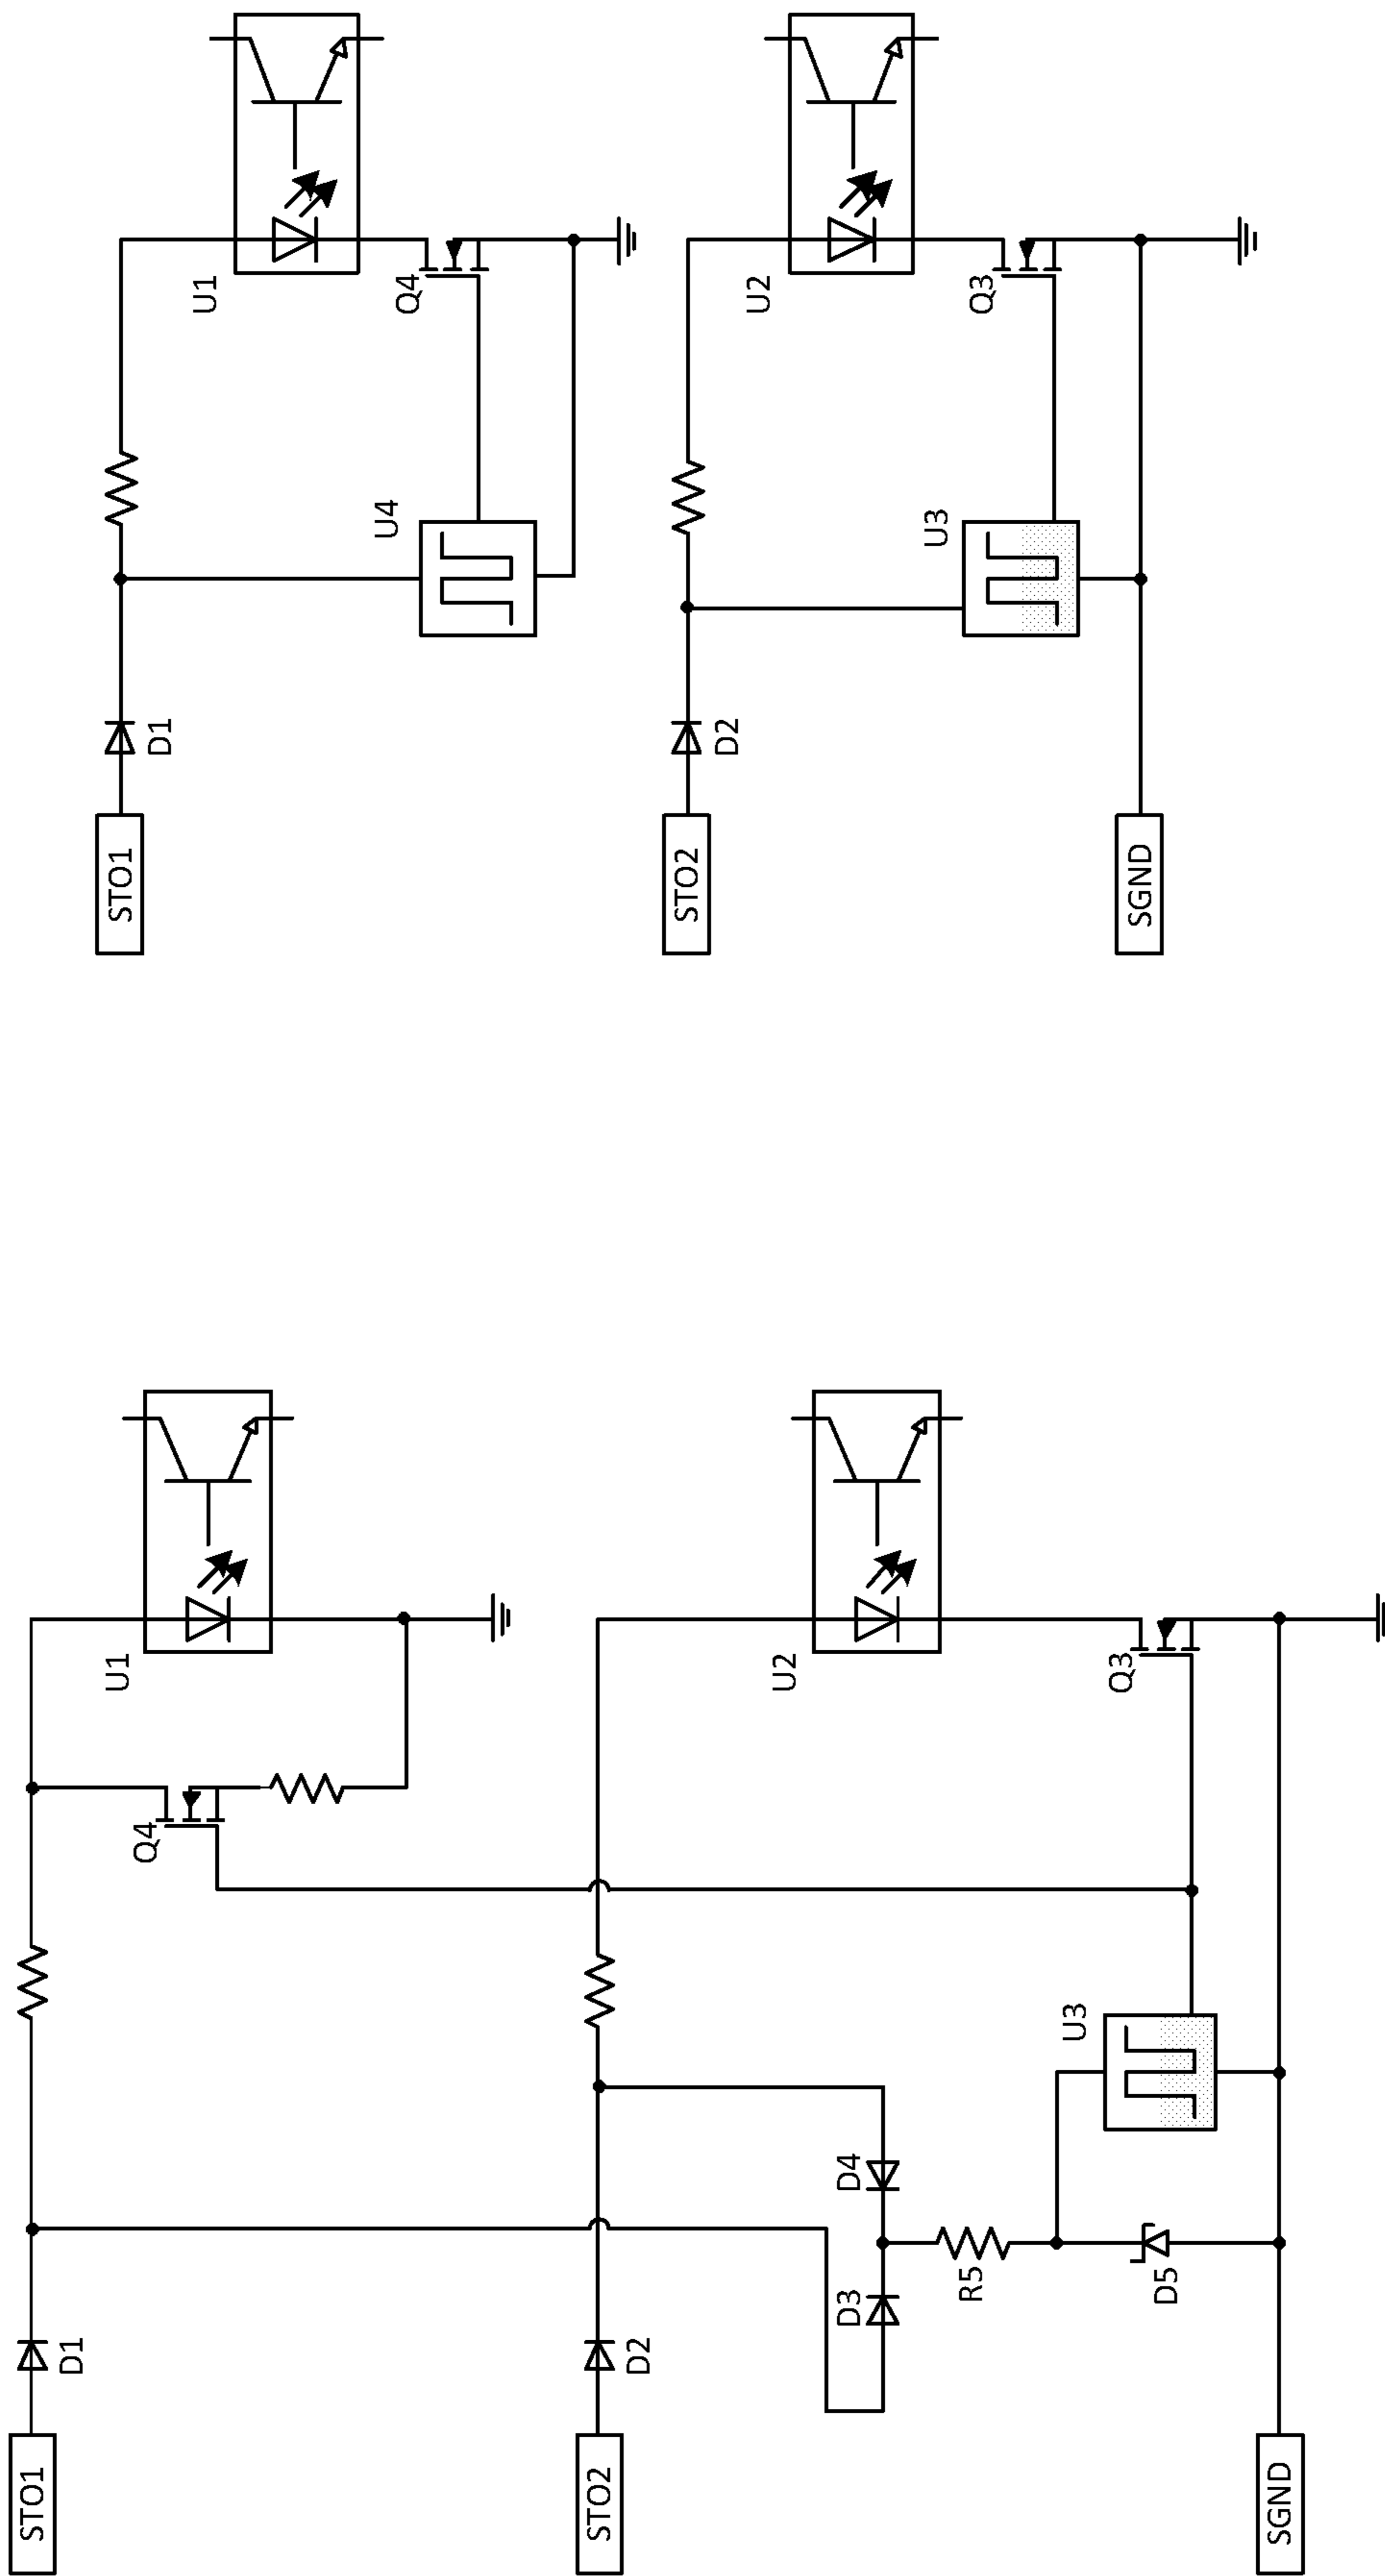 STO1
D1
U4
U1
Q4
STO2
D2
U3
U2
Q3
SGND
STO1
D1
Q4
U1
STO2
D2
D3
D4
R5
D5
U3
U2
Q3
SGND